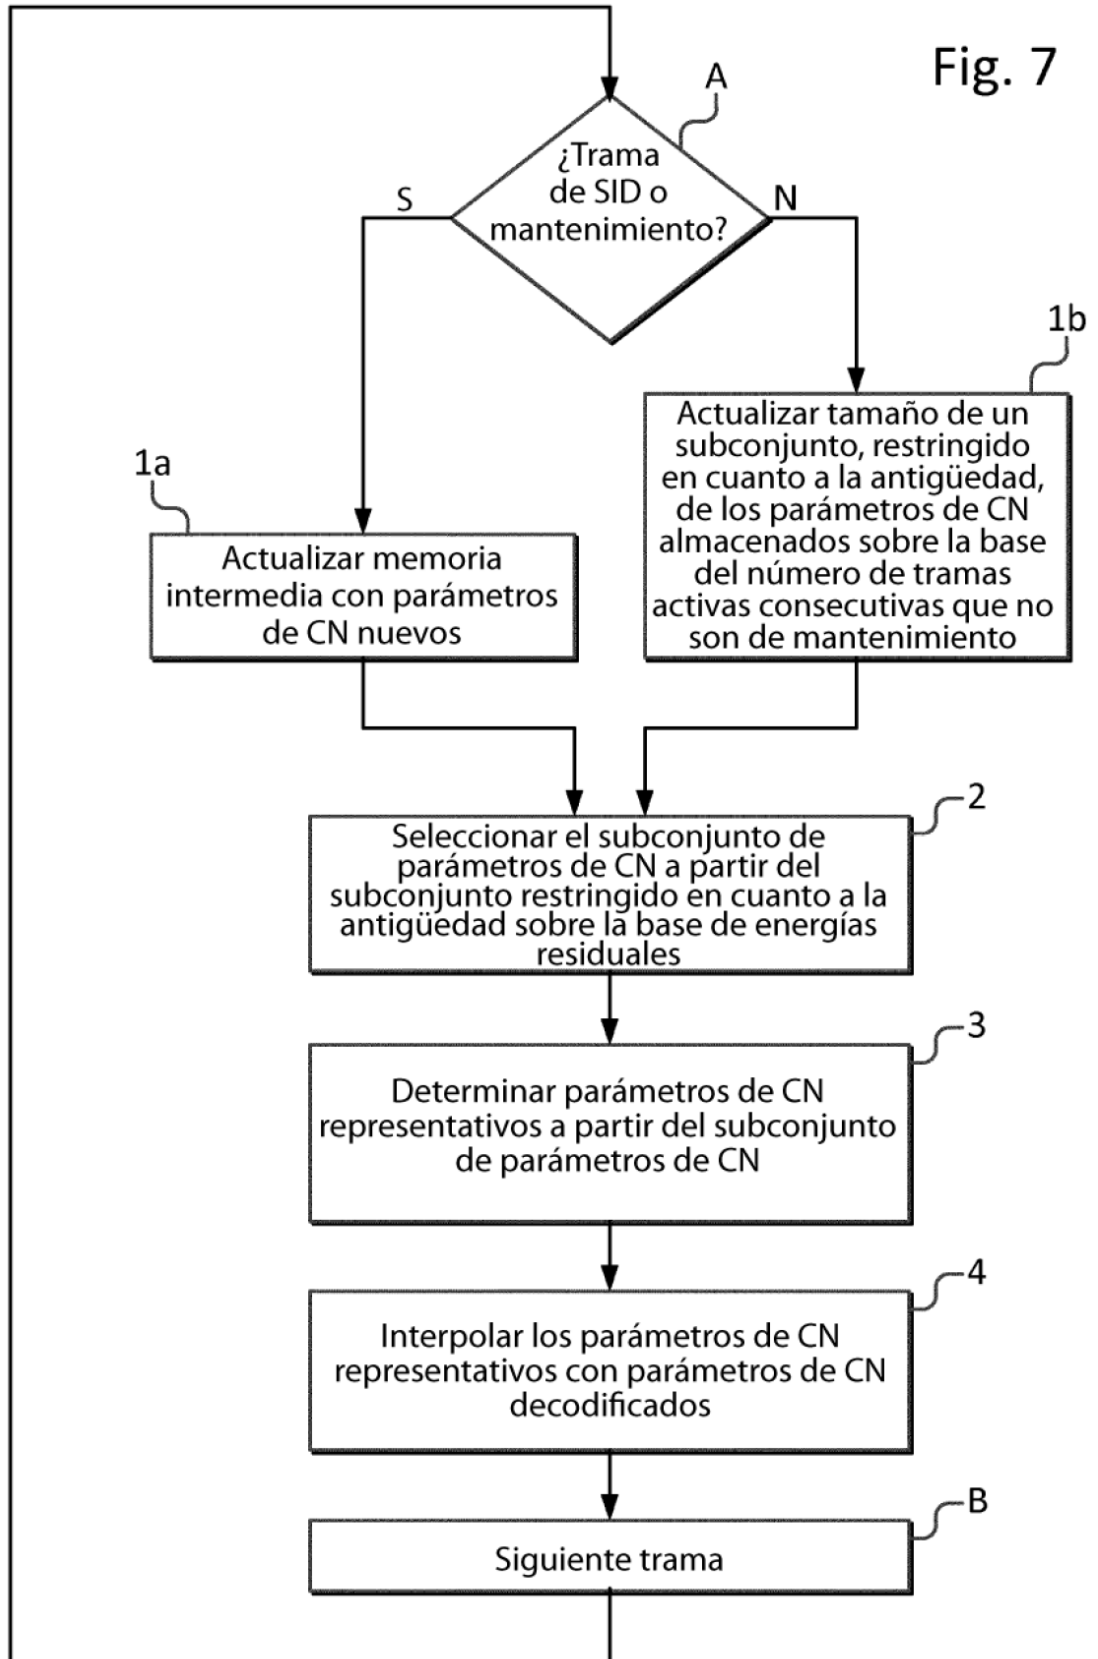 Fig. 7
A
¿Trama
de SID o
mantenimiento?
S
N
1b
Actualizar tamaño de un
subconjunto, restringido
en cuanto a la antigüedad,
de los parámetros de CN
almacenados sobre la base
del número de tramas
activas consecutivas que no
son de mantenimiento
1a
Actualizar memoria
intermedia con parámetros
de CN nuevos
2
Seleccionar el subconjunto de
parámetros de CN a partir del
subconjunto restringido en cuanto a la
antigüedad sobre la base de energías
residuales
3
Determinar parámetros de CN
representativos a partir del subconjunto
de parámetros de CN
4
Interpolar los parámetros de CN
representativos con parámetros de CN
decodificados
B
Siguiente trama